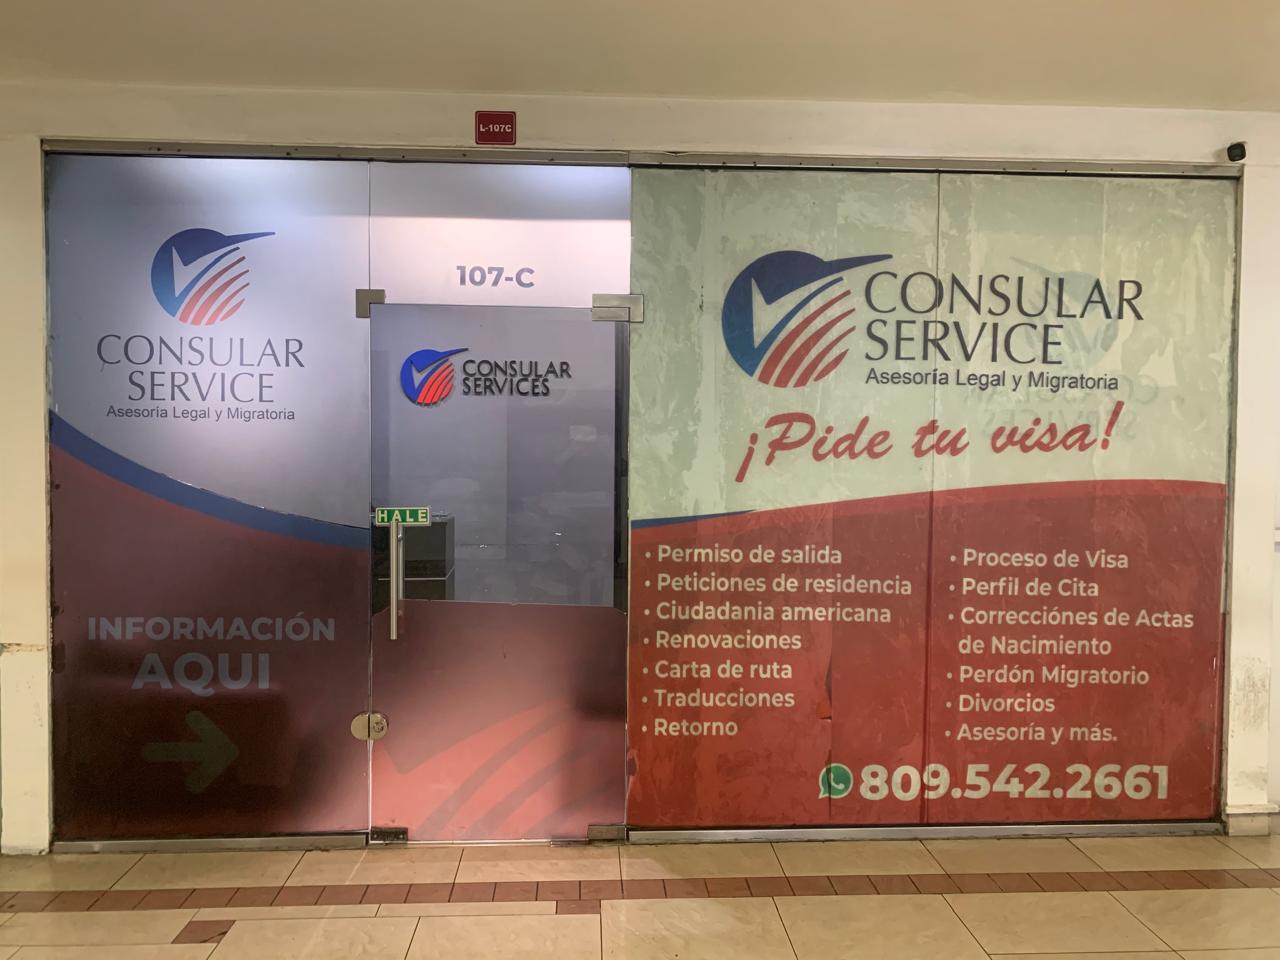 L-107C
CONSULAR
SERVICE
Asesoría Legal y Migratoria
INFORMACIÓN
AQUI
107-C
CONSULAR
SERVICES
HALE
CONSULAR
SERVICE
Asesoría Legal y Migratoria
¡Pide tu visa!
• Permiso de salida
• Peticiones de residencia
• Ciudadania americana
• Renovaciones
• Carta de ruta
• Traducciones
• Retorno
• Proceso de Visa
• Perfil de Cita
• Correcciónes de Actas
de Nacimiento
• Perdón Migratorio
• Divorcios
• Asesoría y más.
809.542.2661